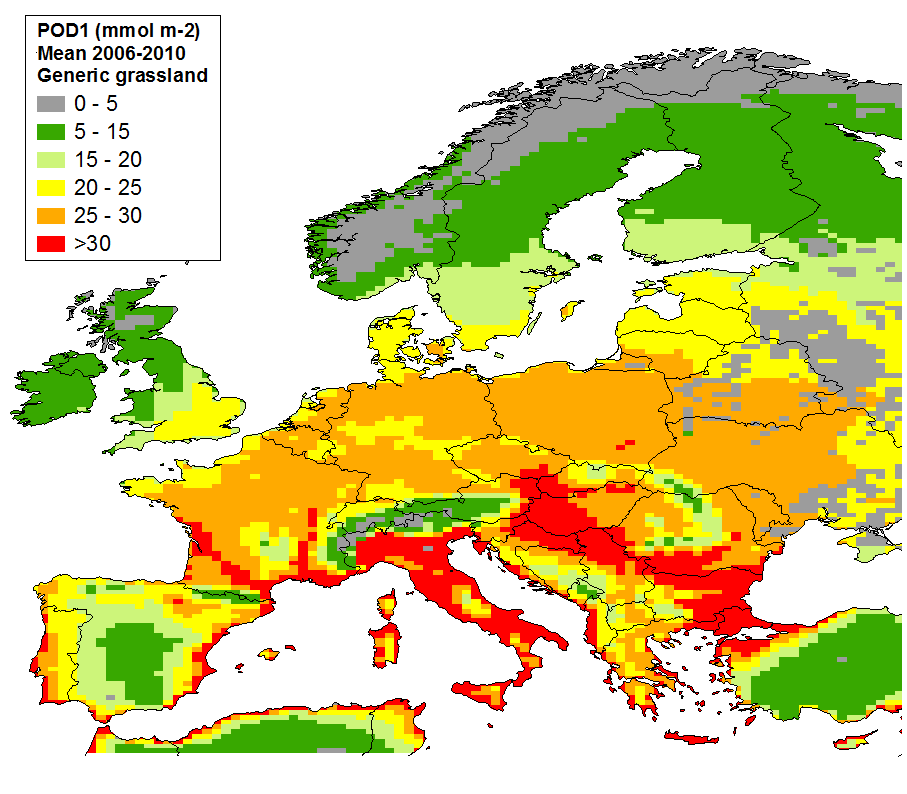 POD1 (mmol m-2)
Mean 2006-2010
Generic grassland
0 - 5
5 - 15
15 - 20
20 - 25
25 - 30
>30